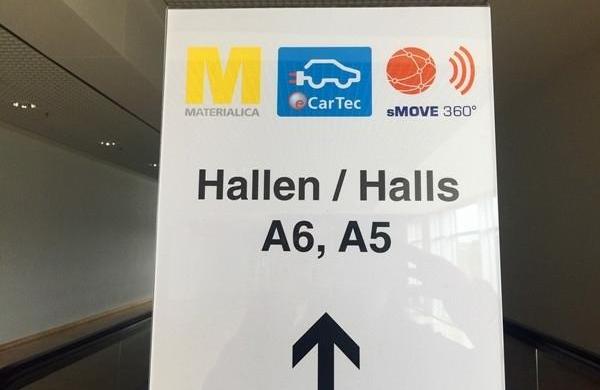 M
MATERIALICA
eCarTec
sMOVE 360°
Hallen / Halls
A6, A5